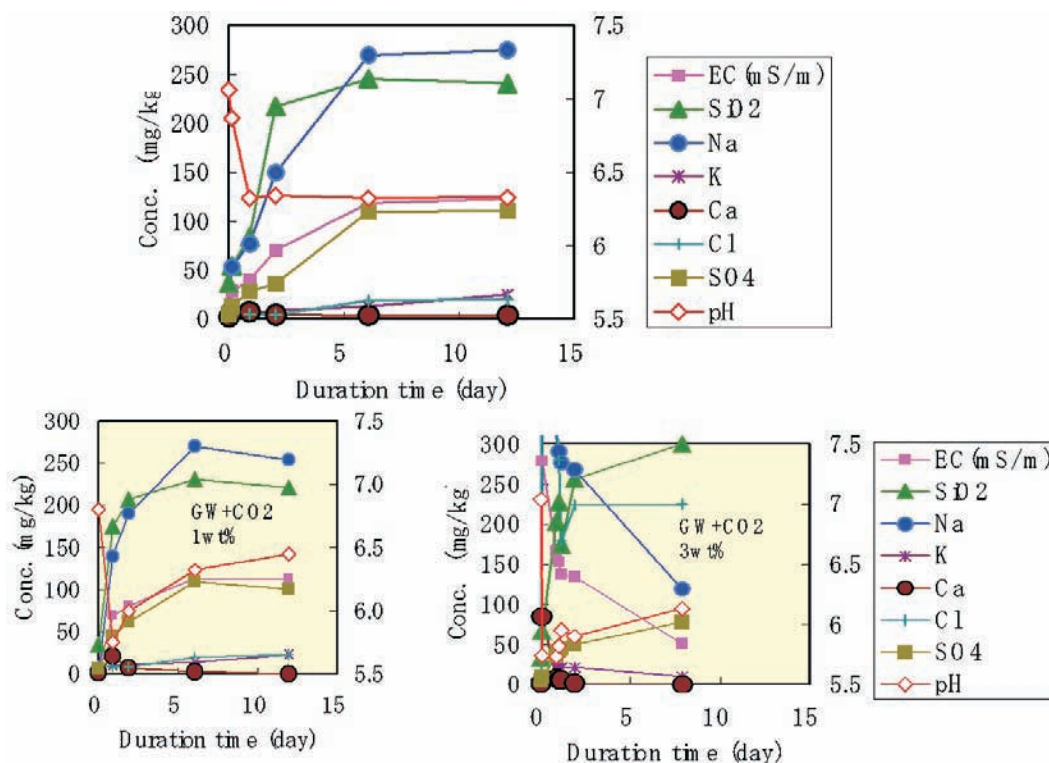 300
250
200
150
100
50
0
Conc. (mg/kg)
7.5
7
6.5
6
5.5
0 5 10 15
Duration time (day)
EC(mS/m)
SiO2
Na
K
Ca
Cl
SO4
pH
300
250
200
150
100
50
0
Conc. (mg/kg)
7.5
7.0
6.5
6.0
5.5
GW+CO2
1wt%
0 5 10 15
Duration time (day)
300
250
200
150
100
50
0
Conc. (mg/kg)
7.5
7
6.5
6
5.5
GW+CO2
3wt%
0 5 10 15
Duration time (day)
EC(mS/m)
SiO2
Na
K
Ca
Cl
SO4
pH